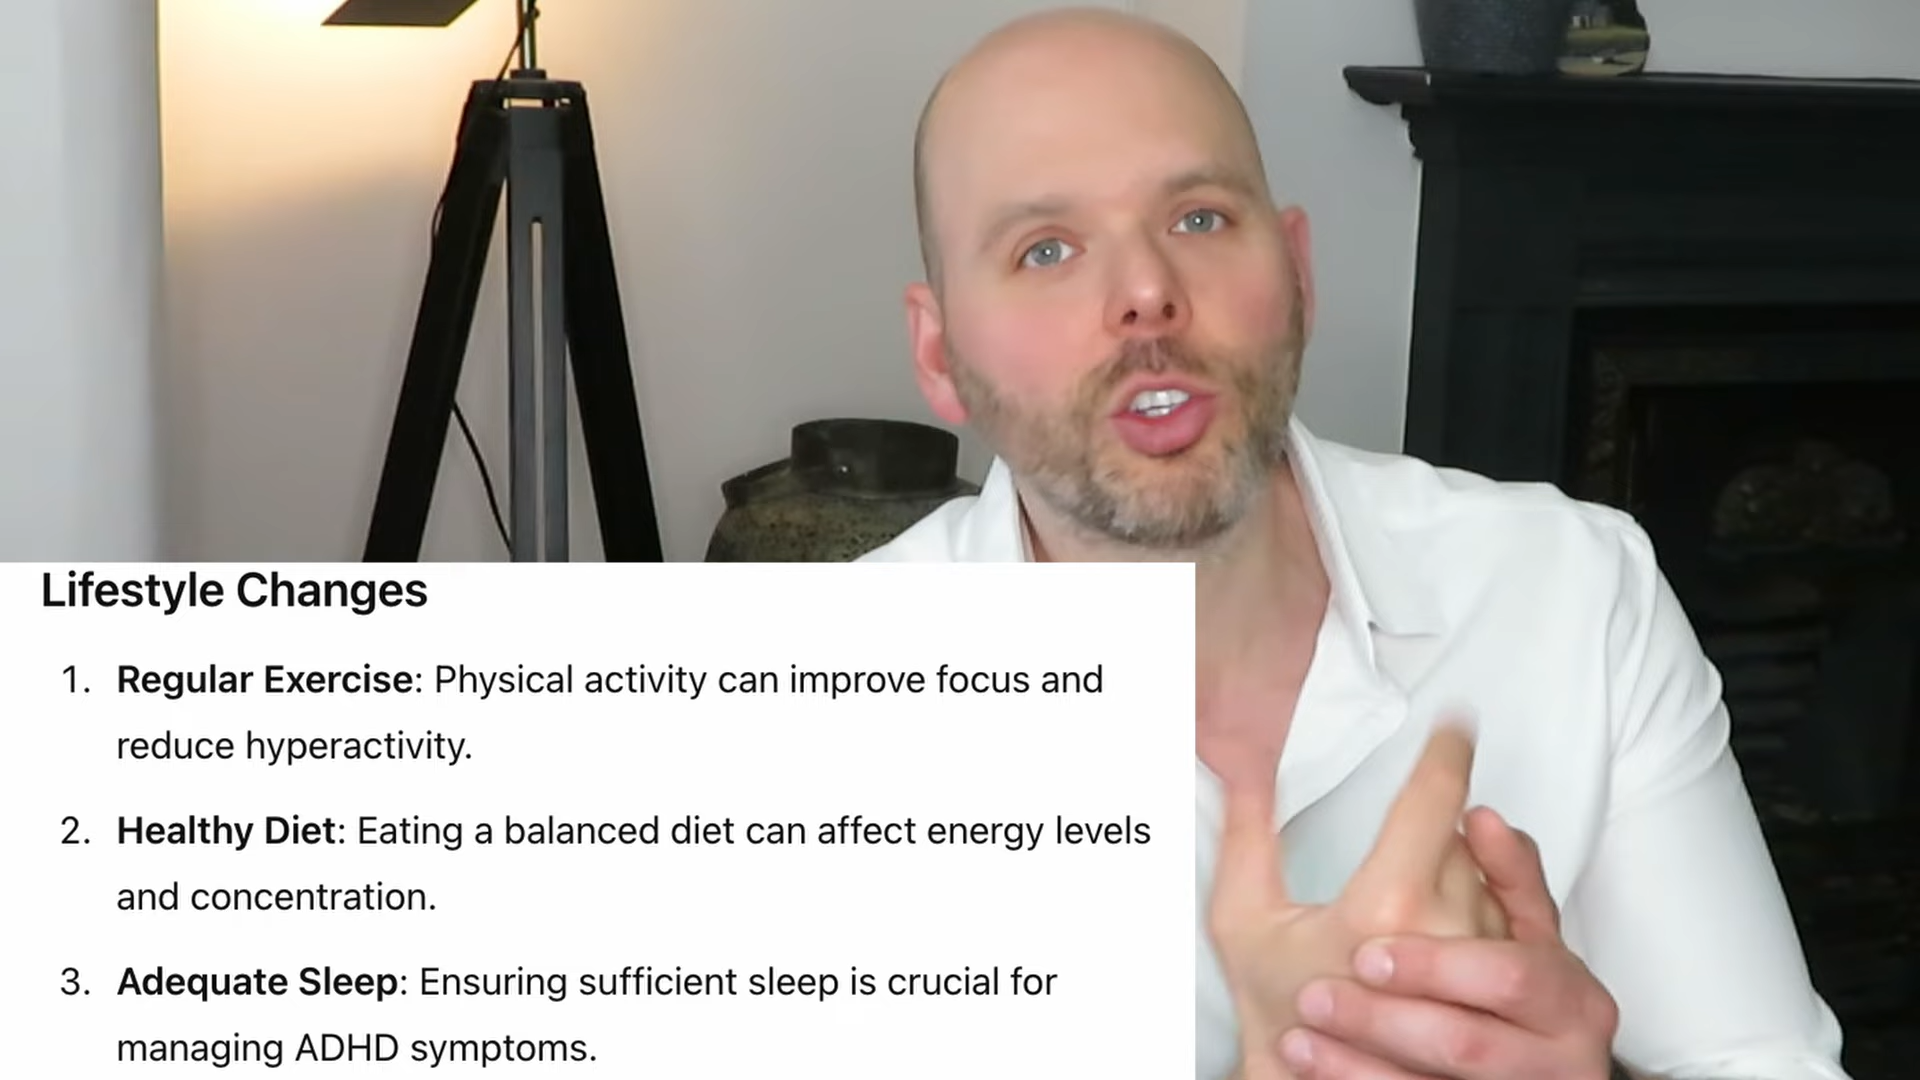 Lifestyle Changes
1. Regular Exercise: Physical activity can improve focus and
reduce hyperactivity.
2. Healthy Diet: Eating a balanced diet can affect energy levels
and concentration.
3. Adequate Sleep: Ensuring sufficient sleep is crucial for
managing ADHD symptoms.